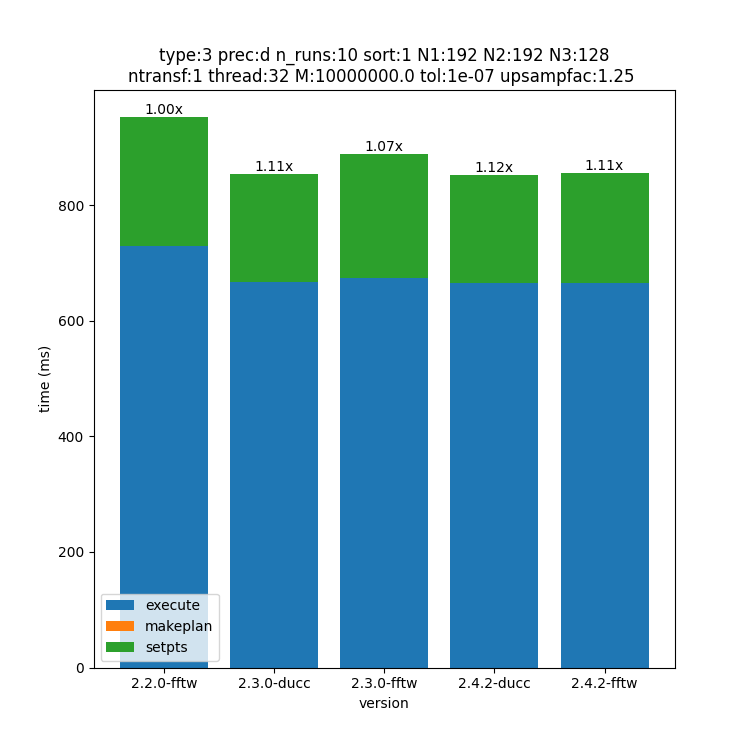 type:3 prec:d n_runs:10 sort:1 N1:192 N2:192 N3:128
ntransf:1 thread:32 M:10000000.0 tol:1e-07 upsampfac:1.25
1.00x
1.11x
1.07x
1.12x
1.11x
800
600
400
200
0
time (ms)
execute
makeplan
setpts
2.2.0-fftw
2.3.0-ducc
2.3.0-fftw
2.4.2-ducc
2.4.2-fftw
version